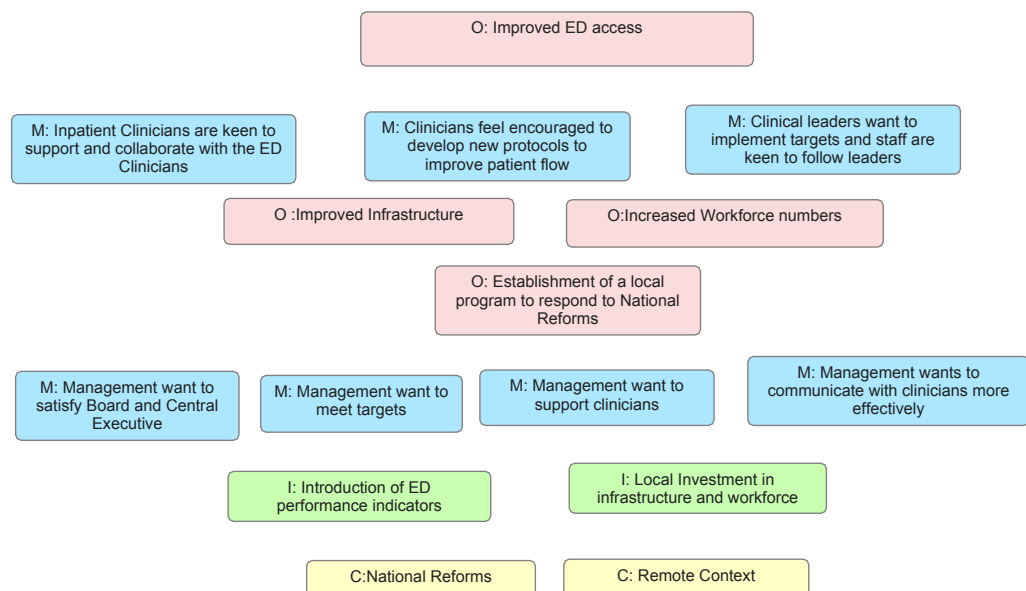 O: Improved ED access
M: Inpatient Clinicians are keen to
support and collaborate with the ED
Clinicians
M: Clinicians feel encouraged to
develop new protocols to
improve patient flow
M: Clinical leaders want to
implement targets and staff are
keen to follow leaders
O :Improved Infrastructure
O:Increased Workforce numbers
O: Establishment of a local
program to respond to National
Reforms
M: Management want to
satisfy Board and Central
Executive
M: Management want to
meet targets
M: Management want to
support clinicians
M: Management wants to
communicate with clinicians more
effectively
I: Introduction of ED
performance indicators
I: Local Investment in
infrastructure and workforce
C:National Reforms
C: Remote Context